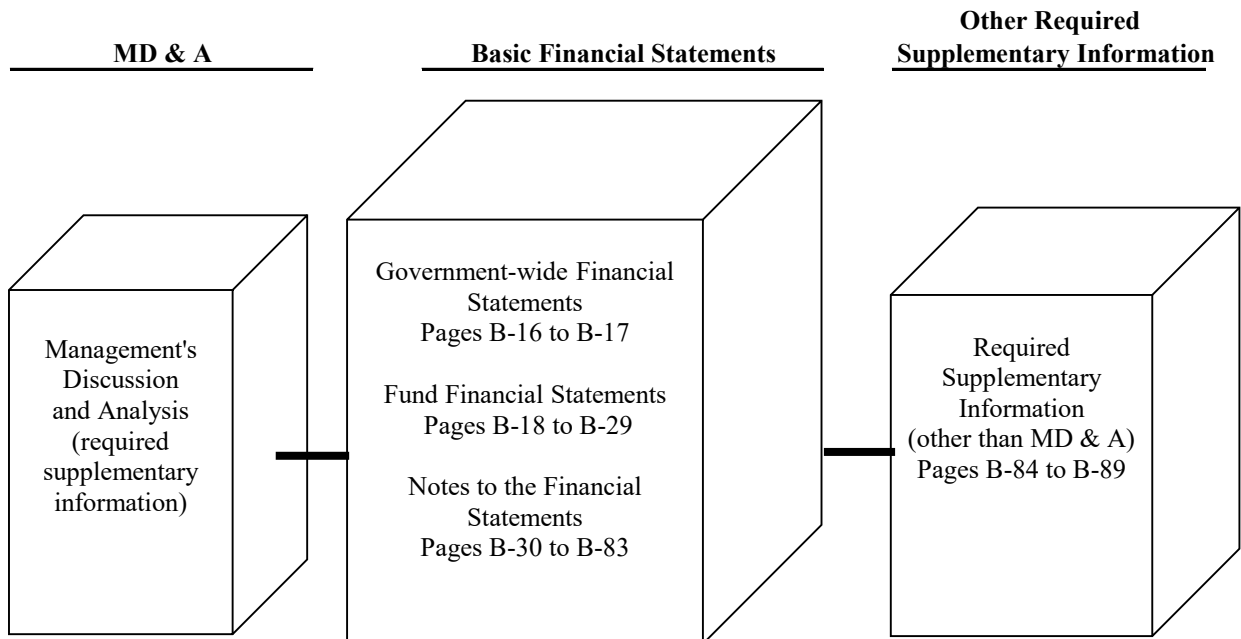 MD & A
Basic Financial Statements
Other Required
Supplementary Information
Management's
Discussion
and Analysis
(required
supplementary
information)
Government-wide Financial
Statements
Pages B-16 to B-17
Fund Financial Statements
Pages B-18 to B-29
Notes to the Financial
Statements
Pages B-30 to B-83
Required
Supplementary
Information
(other than MD & A)
Pages B-84 to B-89